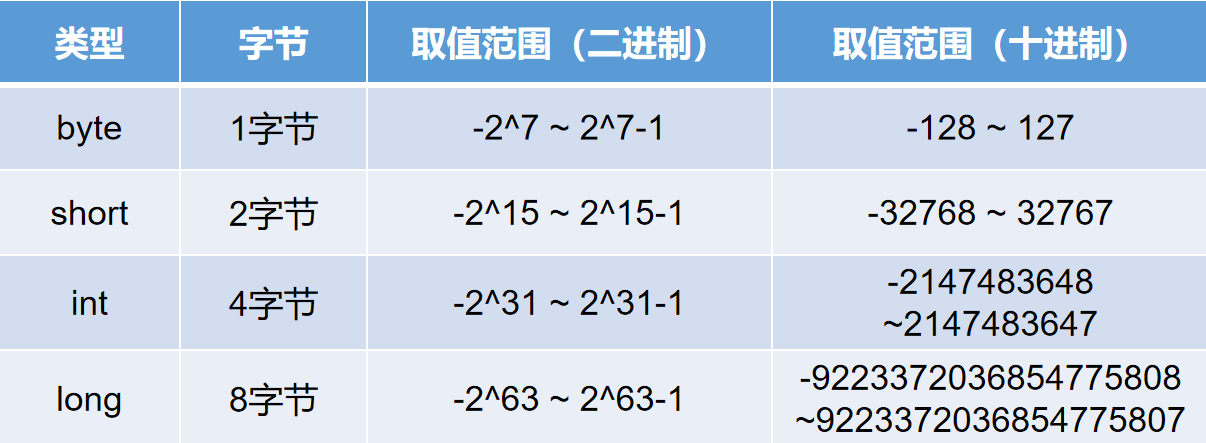 类型 字节 取值范围（二进制） 取值范围（十进制）
byte 1字节 -2^7 ~ 2^7-1 -128 ~ 127
short 2字节 -2^15 ~ 2^15-1 -32768 ~ 32767
int 4字节 -2^31 ~ 2^31-1 -2147483648
~2147483647
long 8字节 -2^63 ~ 2^63-1 -9223372036854775808
~9223372036854775807